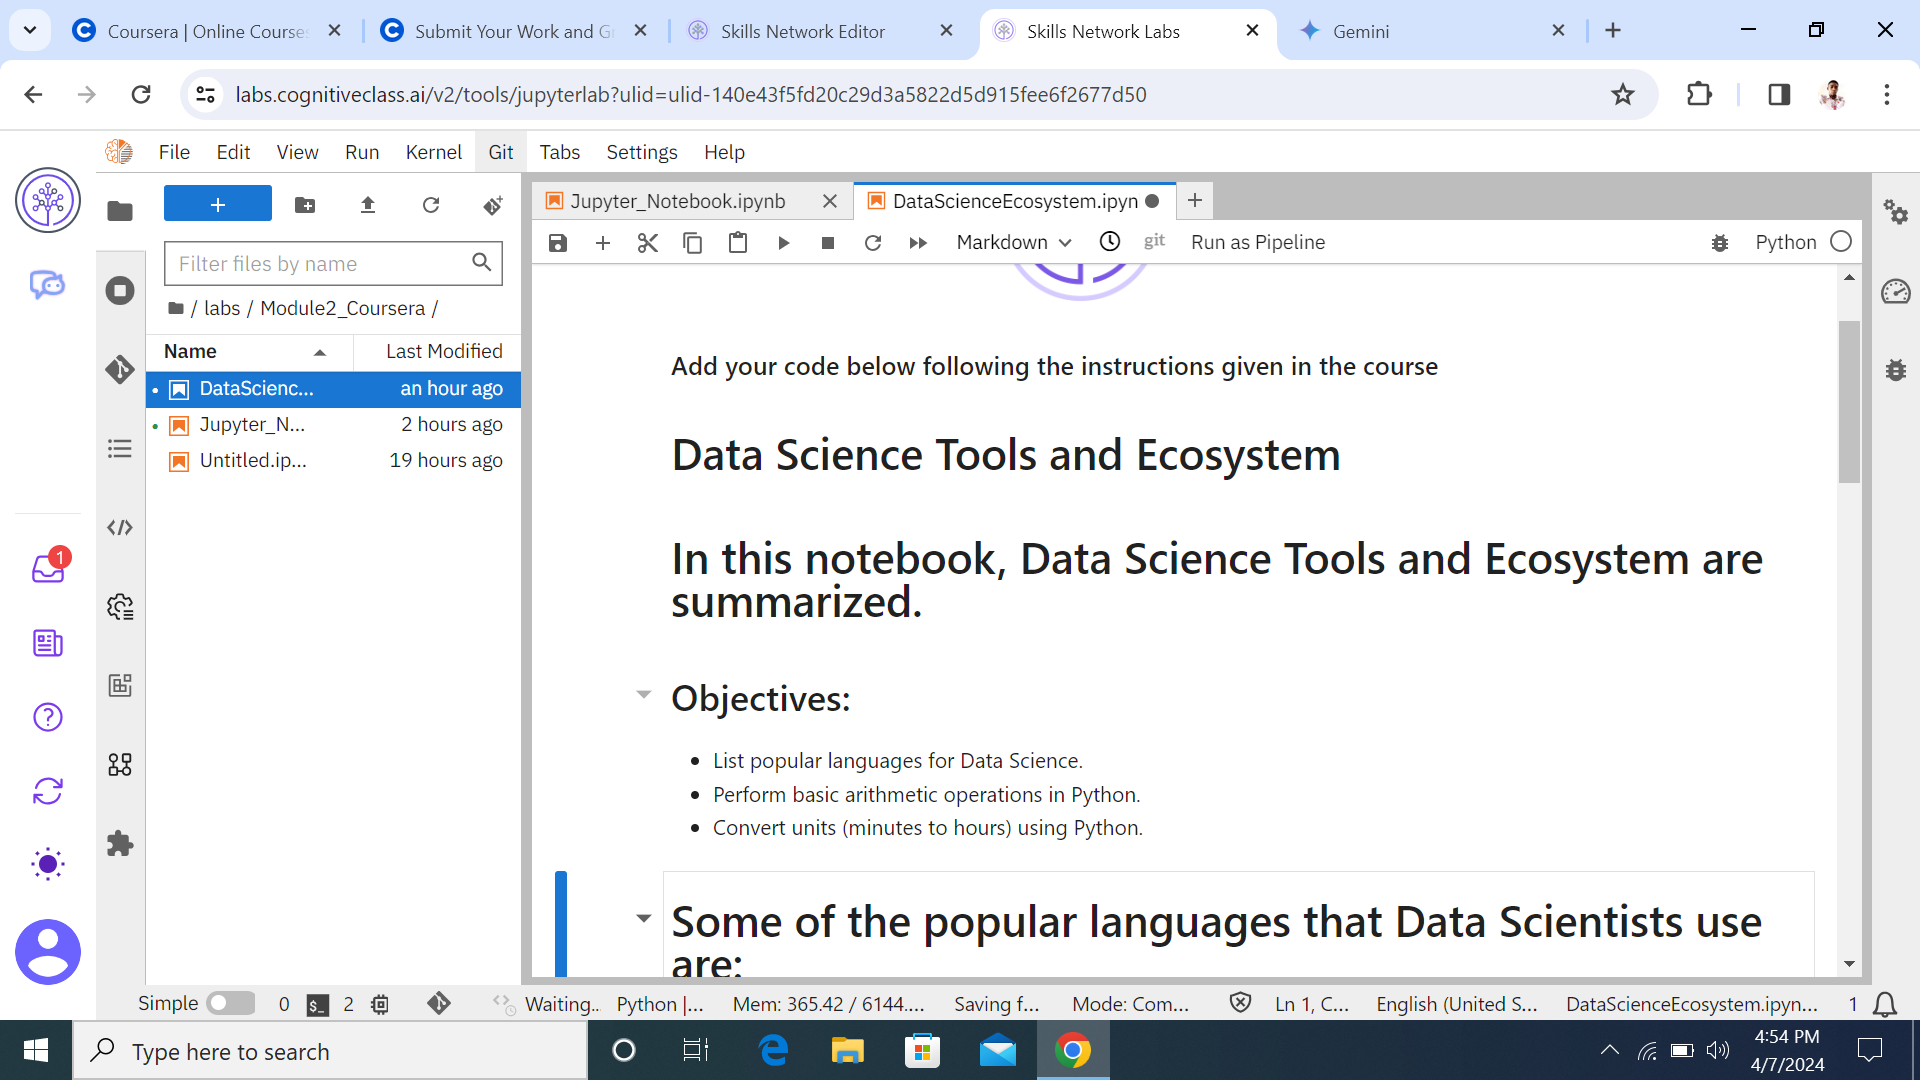 Coursera | Online Courses
Submit Your Work and Gr
Skills Network Editor
Skills Network Labs
Gemini
labs.cognitiveclass.ai/v2/tools/jupyterlab?ulid=ulid-140e43f5fd20c29d3a5822d5d915fee6f2677d50
File Edit View Run Kernel Git Tabs Settings Help
Jupyter_Notebook.ipynb
DataScienceEcosystem.ipyn
Markdown
git
Run as Pipeline
Python
Filter files by name
/ labs / Module2_Coursera /
Name Last Modified
DataScienc... an hour ago
Jupyter_N... 2 hours ago
Untitled.ip... 19 hours ago
1
Add your code below following the instructions given in the course
Data Science Tools and Ecosystem
In this notebook, Data Science Tools and Ecosystem are
summarized.
Objectives:
List popular languages for Data Science.
Perform basic arithmetic operations in Python.
Convert units (minutes to hours) using Python.
Some of the popular languages that Data Scientists use
are:
Simple 0 $_ 2 Waiting... Python |... Mem: 365.42 / 6144.... Saving f... Mode: Com... Ln 1, C... English (United S... DataScienceEcosystem.ipyn... 1
Type here to search
4:54 PM
4/7/2024